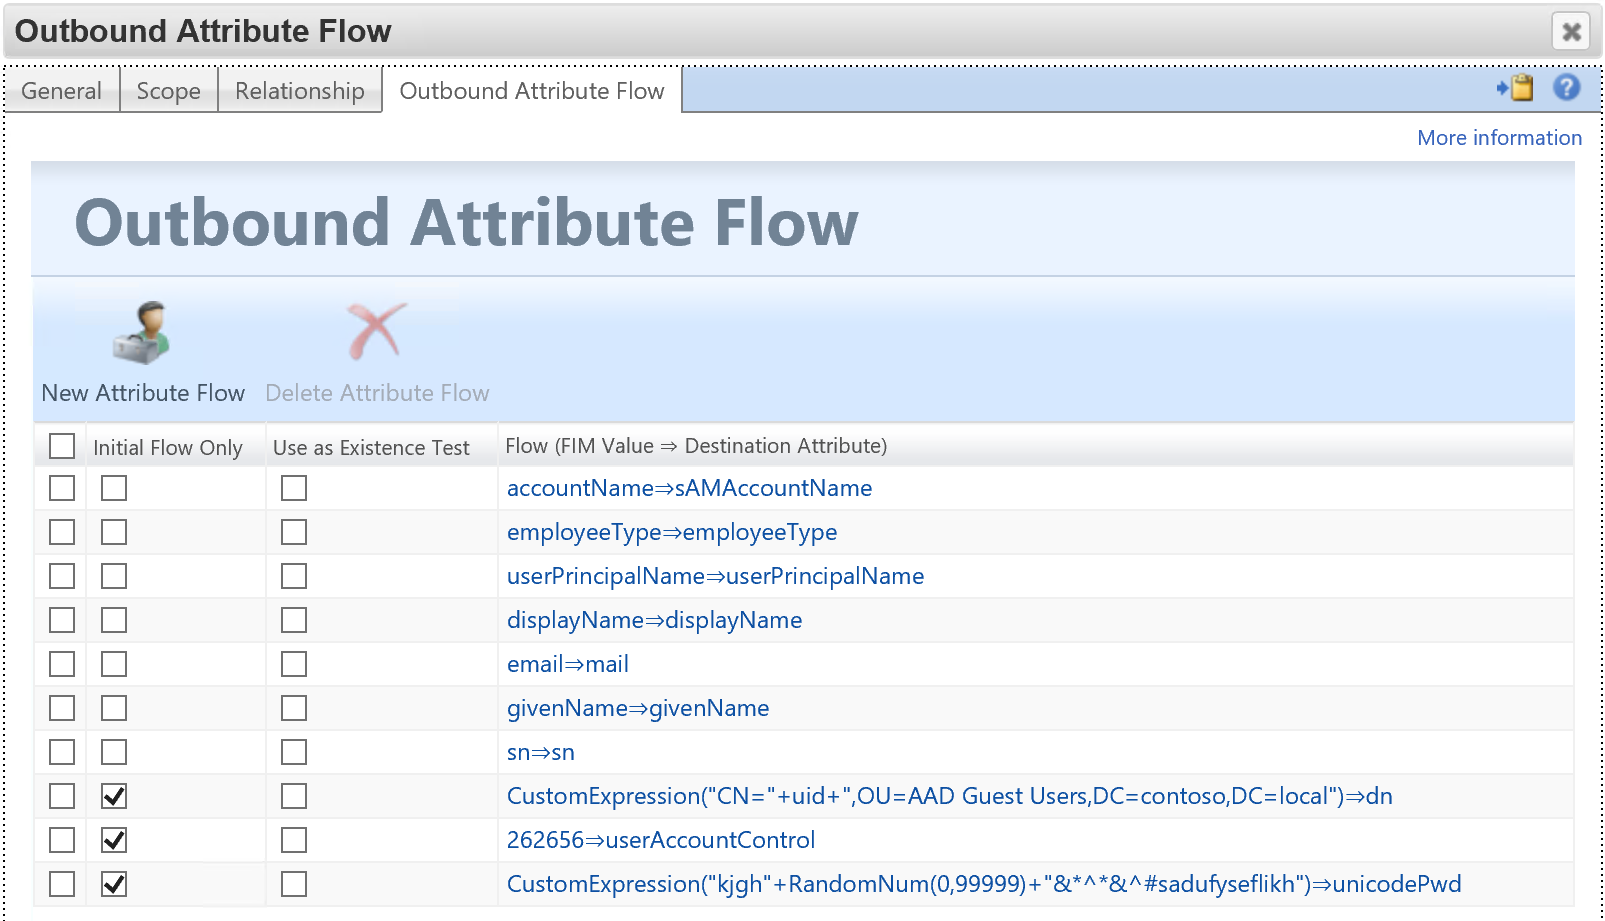 Outbound Attribute Flow
General Scope Relationship Outbound Attribute Flow
More information
Outbound Attribute Flow
New Attribute Flow Delete Attribute Flow
Initial Flow Only Use as Existence Test Flow (FIM Value ⇒ Destination Attribute)
accountName⇒sAMAccountName
employeeType⇒employeeType
userPrincipalName⇒userPrincipalName
displayName⇒displayName
email⇒mail
givenName⇒givenName
sn⇒sn
CustomExpression("CN="+uid+",OU=AAD Guest Users,DC=contoso,DC=local")⇒dn
262656⇒userAccountControl
CustomExpression("kjgh"+RandomNum(0,99999)+"&*^*&^#sadufyseflikh")⇒unicodePwd